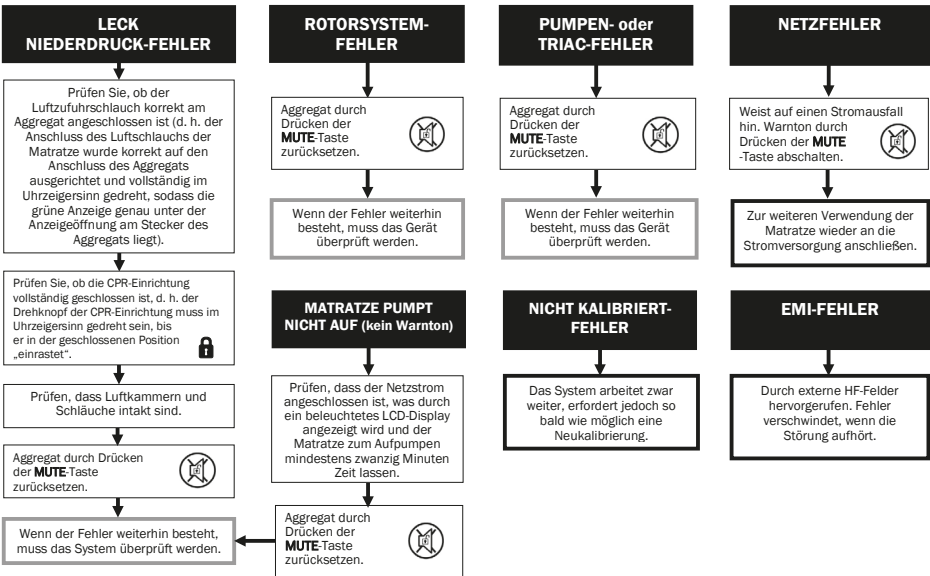 LECK
NIEDERDRUCK-FEHLER
Prüfen Sie, ob der
Luftzufuhrschlauch korrekt am
Aggregat angeschlossen ist (d. h. der
Anschluss des Luftschlauchs der
Matratze wurde korrekt auf den
Anschluss des Aggregats
ausgerichtet und vollständig im
Uhrzeigersinn gedreht, sodass die
grüne Anzeige genau unter der
Anzeigeöffnung am Stecker des
Aggregats liegt).
Prüfen Sie, ob die CPR-Einrichtung
vollständig geschlossen ist, d. h. der
Drehknopf der CPR-Einrichtung muss im
Uhrzeigersinn gedreht sein, bis
er in der geschlossenen Position
„einrastet“.
Prüfen, dass Luftkammern und
Schläuche intakt sind.
Aggregat durch Drücken
der MUTE-Taste
zurücksetzen.
Wenn der Fehler weiterhin besteht,
muss das System überprüft werden.
ROTORSYSTEM-
FEHLER
Aggregat durch
Drücken der
MUTE-Taste
zurücksetzen.
Wenn der Fehler weiterhin
besteht, muss das Gerät
überprüft werden.
MATRATZE PUMPT
NICHT AUF (kein Warnton)
Prüfen, dass der Netzstrom
angeschlossen ist, was durch
ein beleuchtetes LCD-Display
angezeigt wird und der
Matratze zum Aufpumpen
mindestens zwanzig Minuten
Zeit lassen.
Aggregat durch
Drücken der
MUTE-Taste
zurücksetzen.
PUMPEN- oder
TRIAC-FEHLER
Aggregat durch
Drücken der
MUTE-Taste
zurücksetzen.
Wenn der Fehler weiterhin
besteht, muss das Gerät
überprüft werden.
NICHT KALIBRIERT-
FEHLER
Das System arbeitet zwar
weiter, erfordert jedoch so
bald wie möglich eine
Neukalibrierung.
NETZFEHLER
Weist auf einen Stromausfall
hin. Warnton durch
Drücken der MUTE
-Taste abschalten.
Zur weiteren Verwendung der
Matratze wieder an die
Stromversorgung anschließen.
EMI-FEHLER
Durch externe HF-Felder
hervorgerufen. Fehler
verschwindet, wenn die
Störung aufhört.